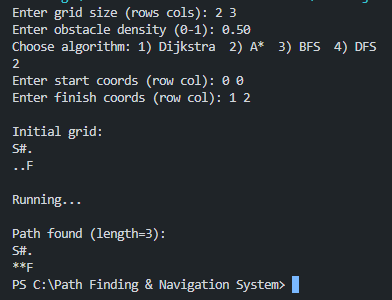 Enter grid size (rows cols): 2 3
Enter obstacle density (0-1): 0.50
Choose algorithm: 1) Dijkstra  2) A*  3) BFS  4) DFS
2
Enter start coords (row col): 0 0
Enter finish coords (row col): 1 2
Initial grid:
S#.
..F
Running...
Path found (length=3):
S#.
**F
PS C:\Path Finding & Navigation System>